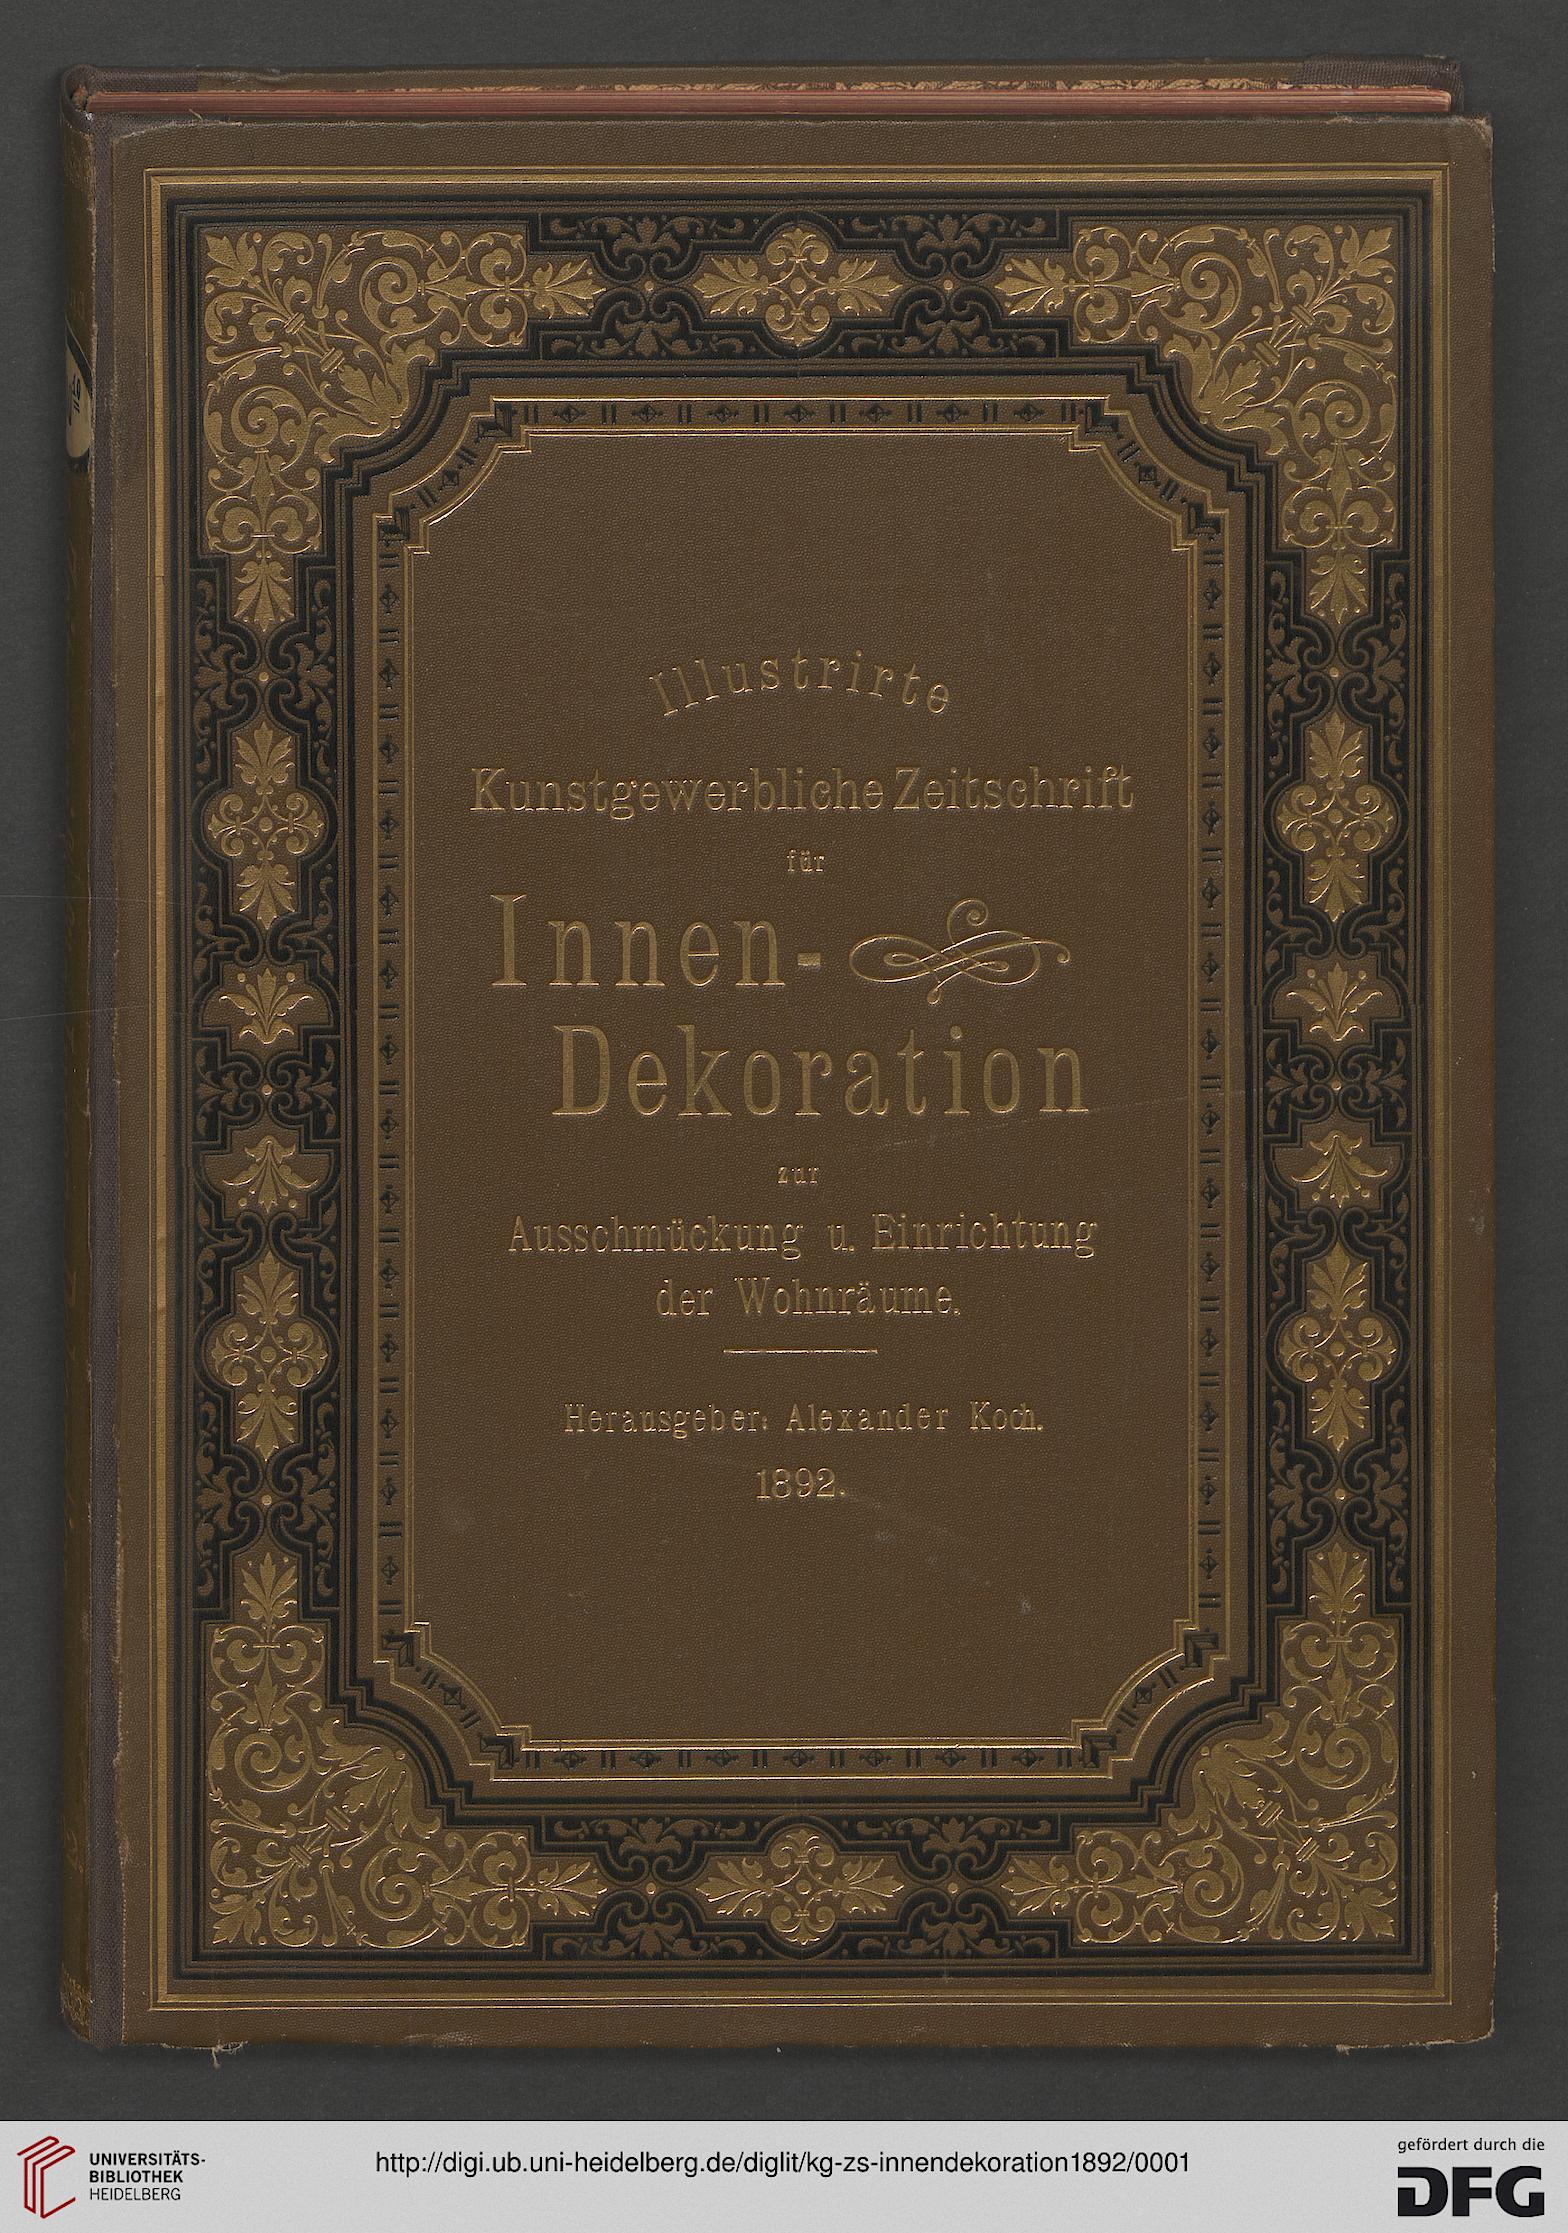 Illustrirte
Kunstgewerbliche Zeitschrift
für
Innen-
Dekoration
zur
Ausschmückung u. Einrichtung
der Wohnräume.
Herausgeber: Alexander Koch.
1892.
UNIVERSITÄTS-
BIBLIOTHEK
HEIDELBERG
http://digi.ub.uni-heidelberg.de/diglit/kg-zs-innendekoration1892/0001
gefördert durch die
DFG